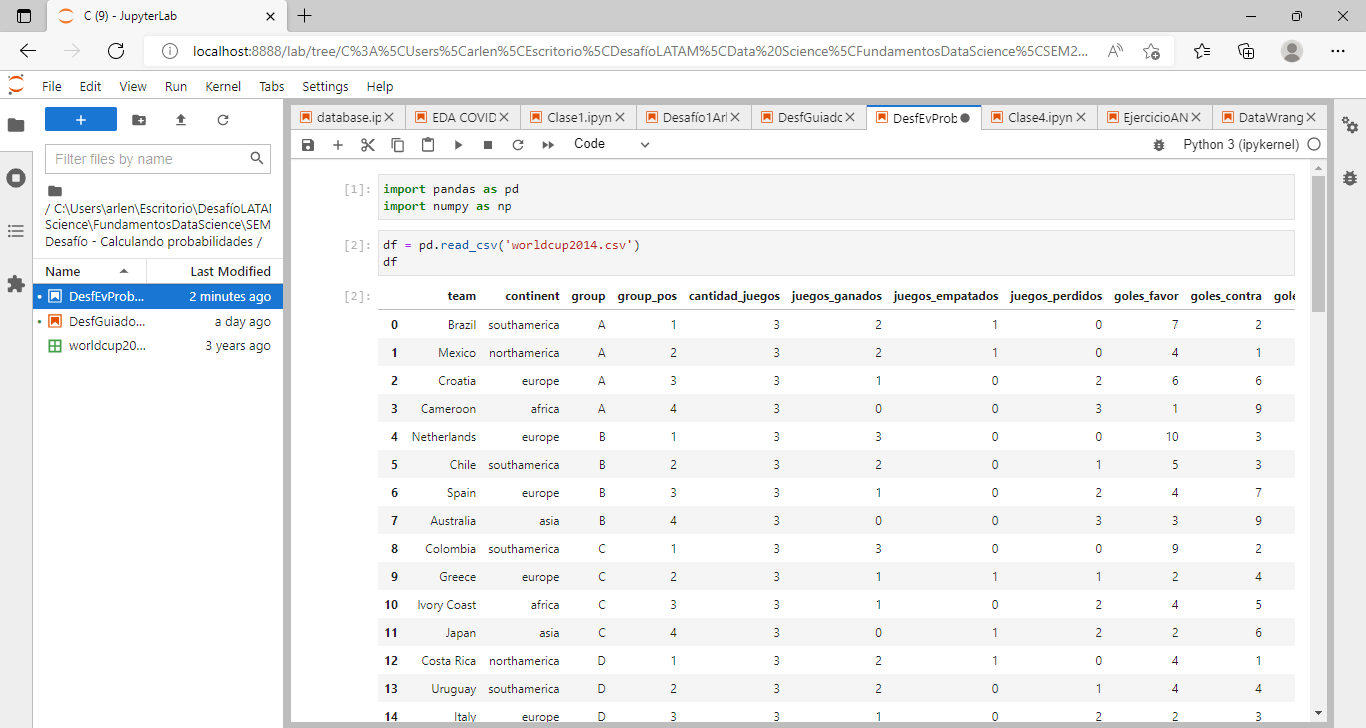 C (9) - JupyterLab
localhost:8888/lab/tree/C%3A%5CUsers%5Carlen%5CEscritorio%5CDesafíoLATAM%5CData%20Science%5CFundamentosDataScience%5CSEM2...
File Edit View Run Kernel Tabs Settings Help
database.ip EDA COVID Clase1.ipyn Desafío1Arl DesfGuiado DesfEvProb Clase4.ipyn EjercicioAN DataWrang
Code Python 3 (ipykernel)
Filter files by name
/ C:\Users\arlen\Escritorio\DesafíoLATAM
Science\FundamentosDataScience\SEM
Desafío - Calculando probabilidades /
Name Last Modified
DesfEvProb... 2 minutes ago
DesfGuiado... a day ago
worldcup20... 3 years ago
[1]: import pandas as pd
import numpy as np
[2]: df = pd.read_csv('worldcup2014.csv')
df
[2]: team continent group group_pos cantidad_juegos juegos_ganados juegos_empatados juegos_perdidos goles_favor goles_contra gole
0 Brazil southamerica A 1 3 2 1 0 7 2
1 Mexico northamerica A 2 3 2 1 0 4 1
2 Croatia europe A 3 3 1 0 2 6 6
3 Cameroon africa A 4 3 0 0 3 1 9
4 Netherlands europe B 1 3 3 0 0 10 3
5 Chile southamerica B 2 3 2 0 1 5 3
6 Spain europe B 3 3 1 0 2 4 7
7 Australia asia B 4 3 0 0 3 3 9
8 Colombia southamerica C 1 3 3 0 0 9 2
9 Greece europe C 2 3 1 1 1 2 4
10 Ivory Coast africa C 3 3 1 0 2 4 5
11 Japan asia C 4 3 0 1 2 2 6
12 Costa Rica northamerica D 1 3 2 1 0 4 1
13 Uruguay southamerica D 2 3 2 0 1 4 4
14 Italy europe D 3 3 1 0 2 2 3